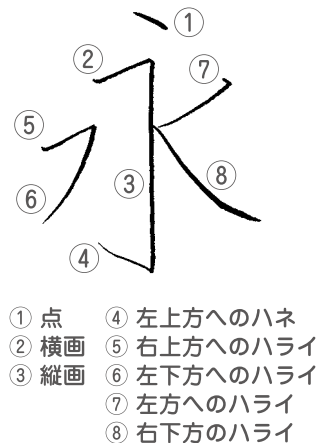 永
①
②
⑦
⑤
③
⑧
⑥
④
① 点 ④ 左上方へのハネ
② 横画 ⑤ 右上方へのハライ
③ 縦画 ⑥ 左下方へのハライ
⑦ 左方へのハライ
⑧ 右下方のハライ